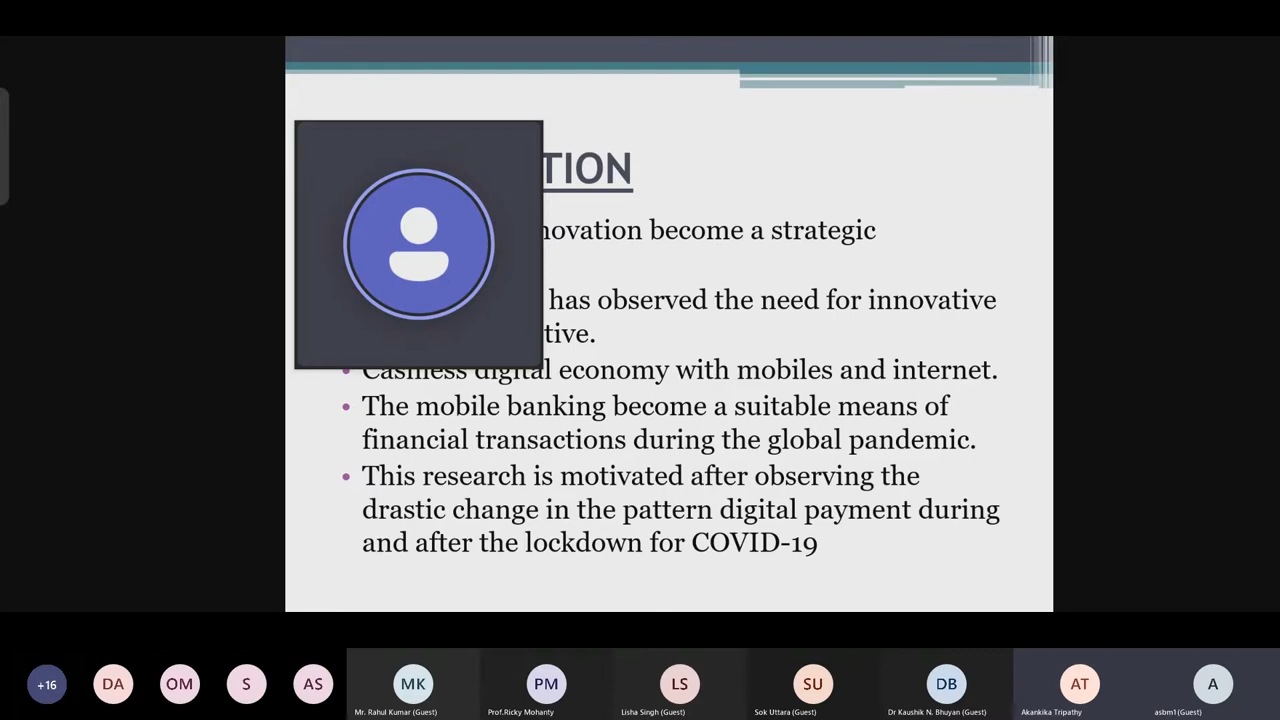 TION
novation become a strategic
has observed the need for innovative
tive.
Cashless digital economy with mobiles and internet.
The mobile banking become a suitable means of
financial transactions during the global pandemic.
This research is motivated after observing the
drastic change in the pattern digital payment during
and after the lockdown for COVID-19
+16 DA OM S AS MK PM LS SU DB AT A
Mr. Rahul Kumar (Guest) Prof.Ricky Mohanty Lisha Singh (Guest) Sok Uttara (Guest) Dr Kaushik N. Bhuyan (Guest) Akankika Tripathy asbm1(Guest)